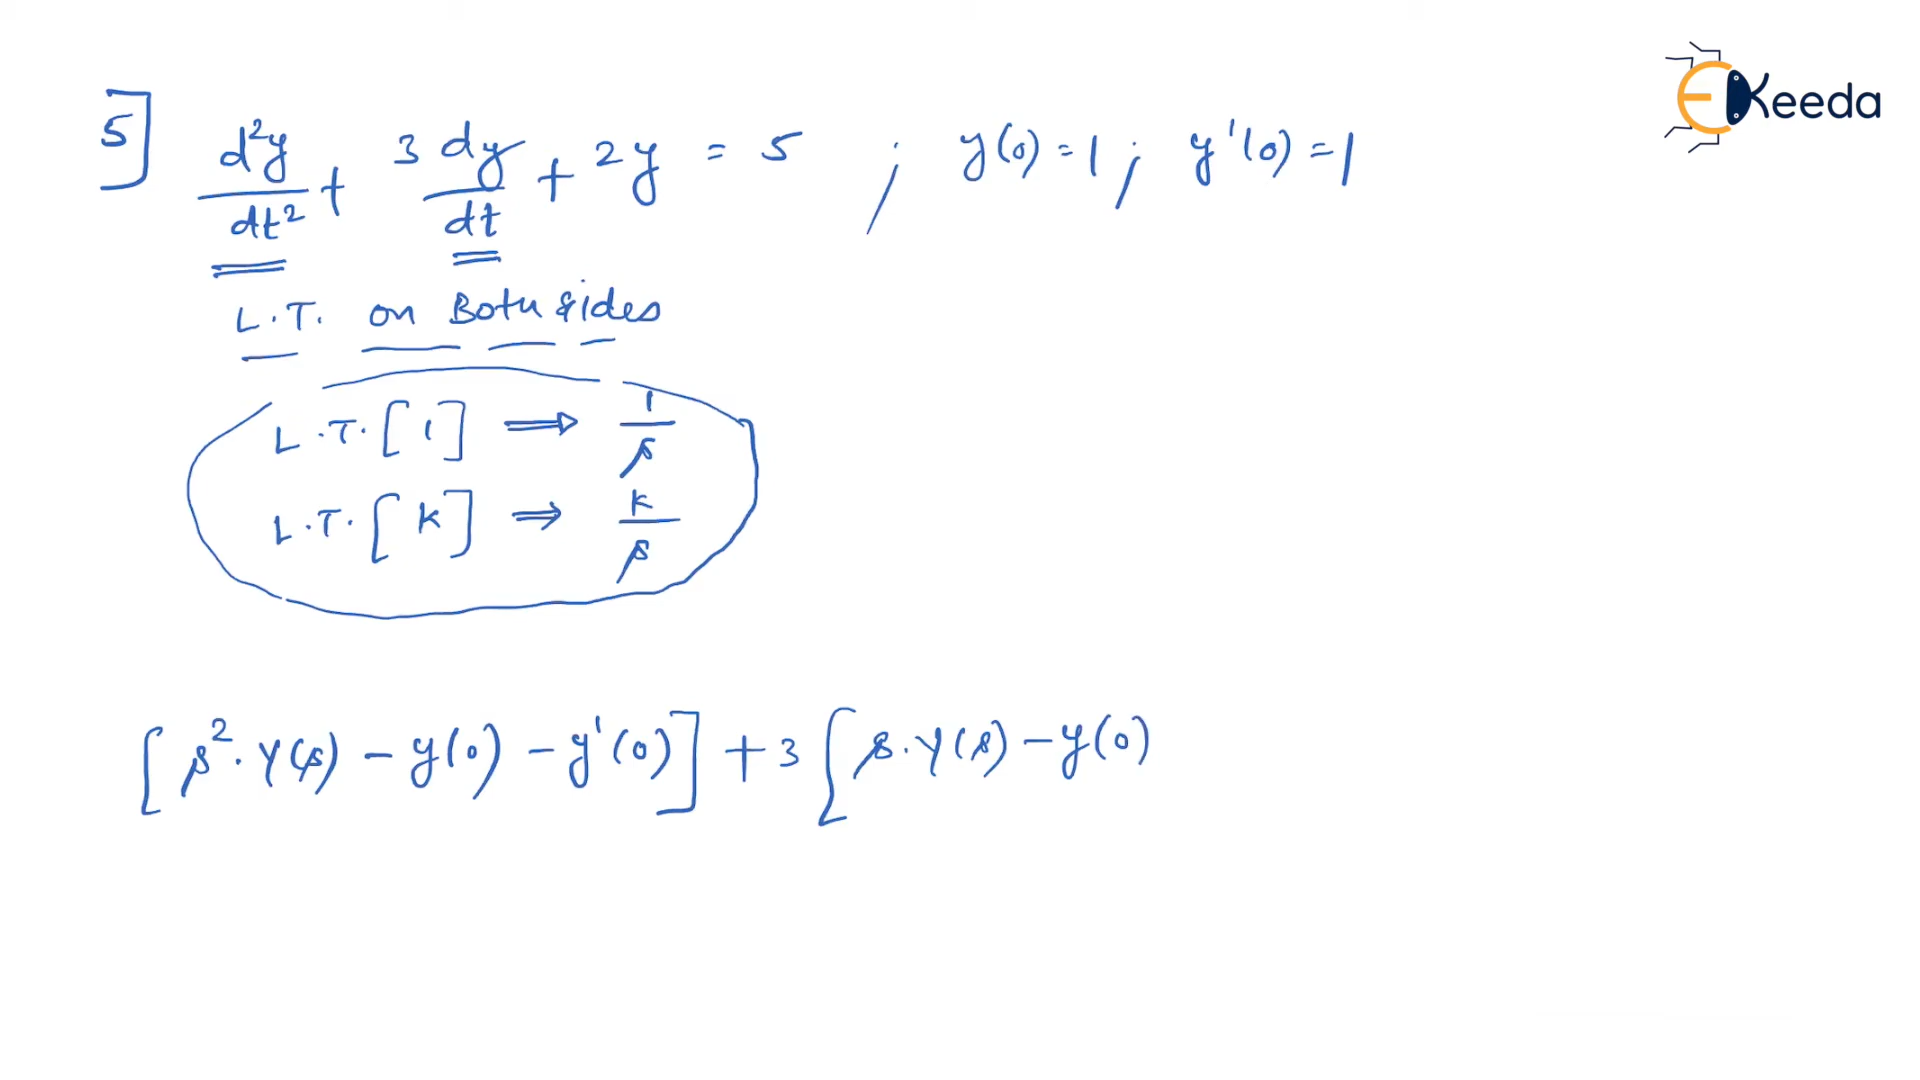 EKeeda
5] d²y/dt² + 3 dy/dt + 2y = 5 ; y(0) = 1 ; y'(0) = 1
L.T. on Both sides
L.T.[1] ⇒ 1/s
L.T.[K] ⇒ K/s
[s².Y(s) - y(0) - y'(0)] + 3[s.Y(s) - y(0)